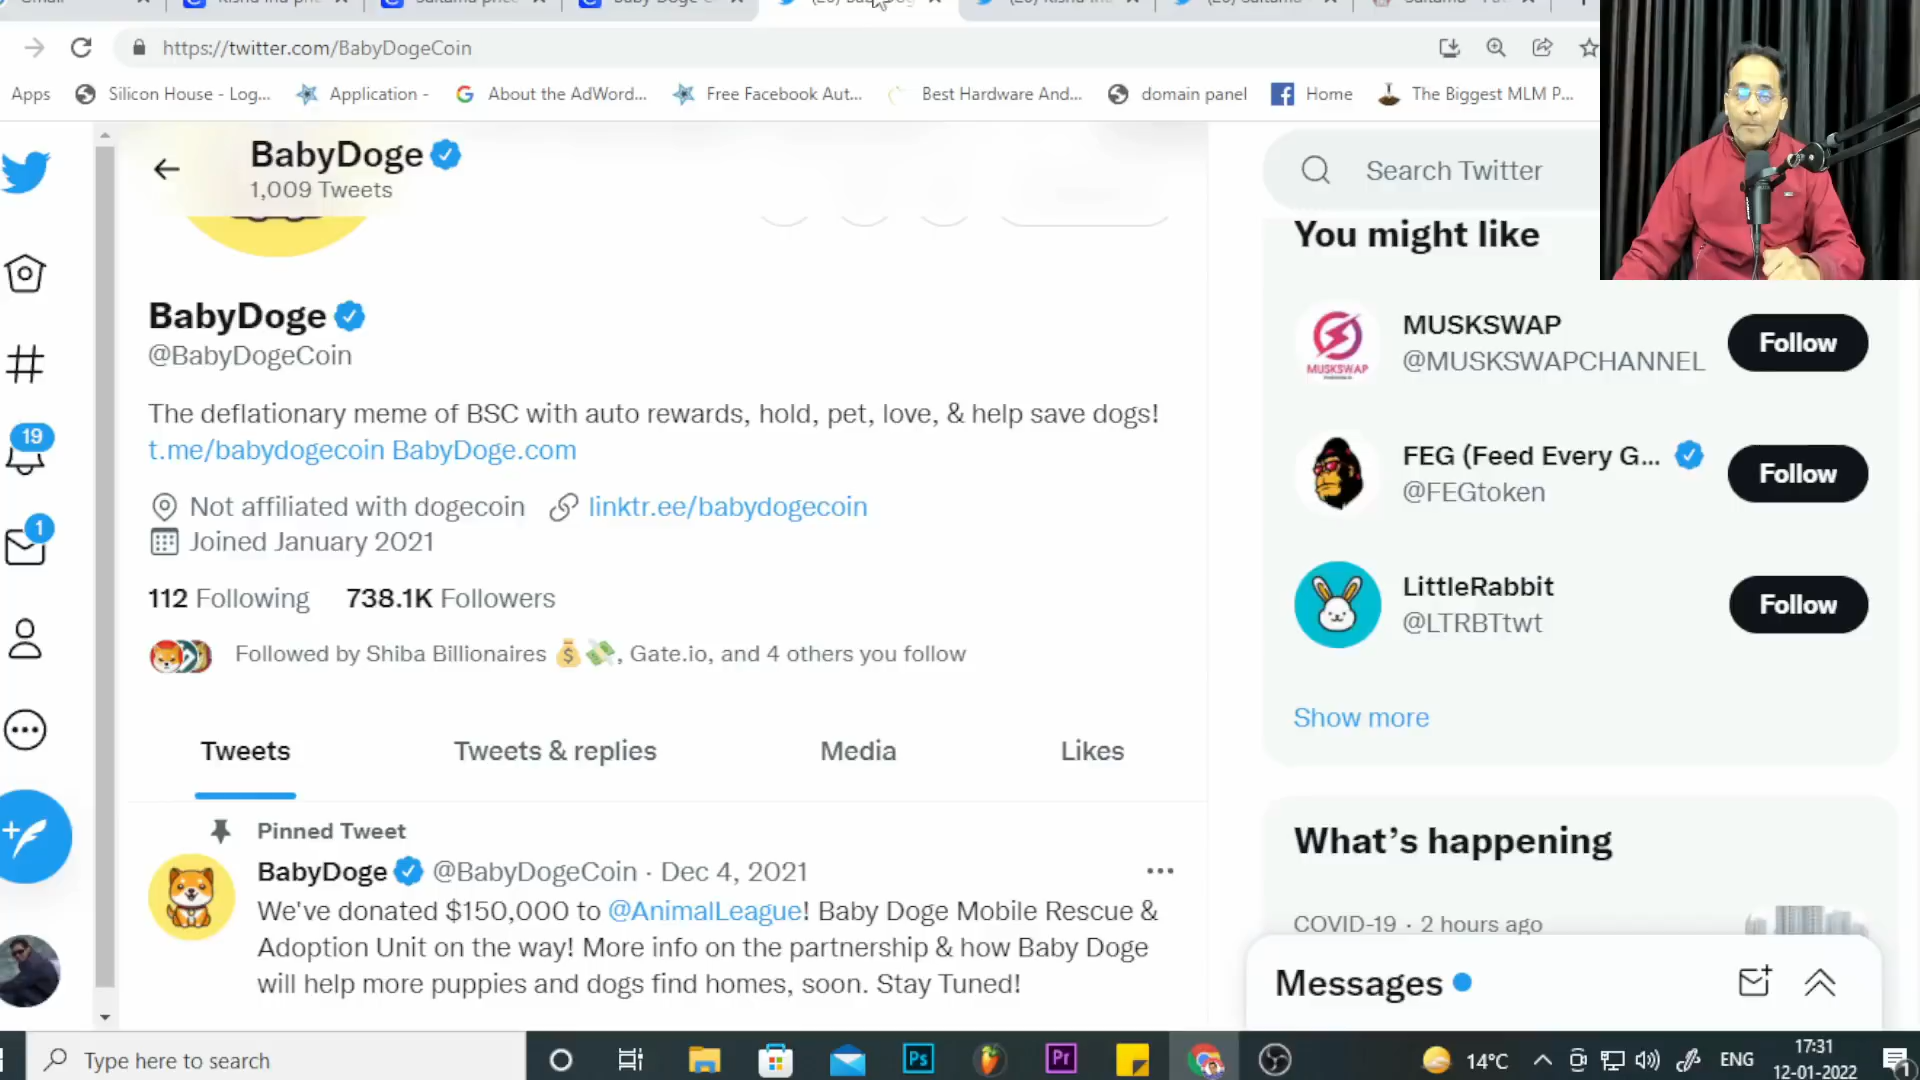 https://twitter.com/BabyDogeCoin
Apps
Silicon House - Log...
Application -
About the AdWord...
Free Facebook Aut...
Best Hardware And...
domain panel
Home
The Biggest MLM P...
BabyDoge
1,009 Tweets
Search Twitter
You might like
MUSKSWAP
@MUSKSWAPCHANNEL
Follow
MUSKSWAP
FEG (Feed Every G...
@FEGtoken
Follow
LittleRabbit
@LTRBTtwt
Follow
Show more
BabyDoge
@BabyDogeCoin
The deflationary meme of BSC with auto rewards, hold, pet, love, & help save dogs!
t.me/babydogecoin BabyDoge.com
Not affiliated with dogecoin linktr.ee/babydogecoin
Joined January 2021
112 Following 738.1K Followers
Followed by Shiba Billionaires 💰💸, Gate.io, and 4 others you follow
Tweets Tweets & replies Media Likes
Pinned Tweet
BabyDoge @BabyDogeCoin · Dec 4, 2021
We've donated $150,000 to @AnimalLeague! Baby Doge Mobile Rescue &
Adoption Unit on the way! More info on the partnership & how Baby Doge
will help more puppies and dogs find homes, soon. Stay Tuned!
What's happening
COVID-19 · 2 hours ago
Messages
19
1
Type here to search
Ps
Pr
14°C
ENG
17:31
12-01-2022
1